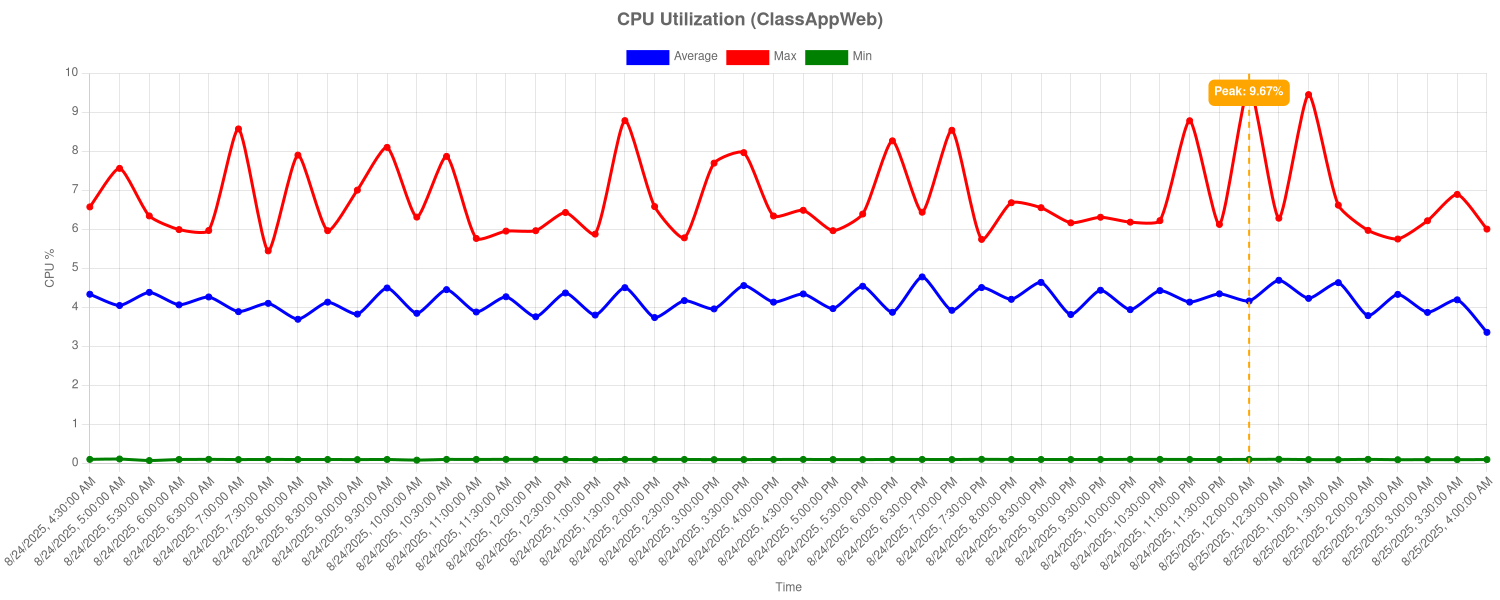 CPU Utilization (ClassAppWeb)
Average Max Min
Peak: 9.67%
CPU %
10
9
8
7
6
5
4
3
2
1
0
8/24/2025, 4:30:00 AM
8/24/2025, 5:00:00 AM
8/24/2025, 5:30:00 AM
8/24/2025, 6:00:00 AM
8/24/2025, 6:30:00 AM
8/24/2025, 7:00:00 AM
8/24/2025, 7:30:00 AM
8/24/2025, 8:00:00 AM
8/24/2025, 8:30:00 AM
8/24/2025, 9:00:00 AM
8/24/2025, 9:30:00 AM
8/24/2025, 10:00:00 AM
8/24/2025, 10:30:00 AM
8/24/2025, 11:00:00 AM
8/24/2025, 11:30:00 AM
8/24/2025, 12:00:00 PM
8/24/2025, 12:30:00 PM
8/24/2025, 1:00:00 PM
8/24/2025, 1:30:00 PM
8/24/2025, 2:00:00 PM
8/24/2025, 2:30:00 PM
8/24/2025, 3:00:00 PM
8/24/2025, 3:30:00 PM
8/24/2025, 4:00:00 PM
8/24/2025, 4:30:00 PM
8/24/2025, 5:00:00 PM
8/24/2025, 5:30:00 PM
8/24/2025, 6:00:00 PM
8/24/2025, 6:30:00 PM
8/24/2025, 7:00:00 PM
8/24/2025, 7:30:00 PM
8/24/2025, 8:00:00 PM
8/24/2025, 8:30:00 PM
8/24/2025, 9:00:00 PM
8/24/2025, 9:30:00 PM
8/24/2025, 10:00:00 PM
8/24/2025, 10:30:00 PM
8/24/2025, 11:00:00 PM
8/24/2025, 11:30:00 PM
8/25/2025, 12:00:00 AM
8/25/2025, 12:30:00 AM
8/25/2025, 1:00:00 AM
8/25/2025, 1:30:00 AM
8/25/2025, 2:00:00 AM
8/25/2025, 2:30:00 AM
8/25/2025, 3:00:00 AM
8/25/2025, 3:30:00 AM
8/25/2025, 4:00:00 AM
Time